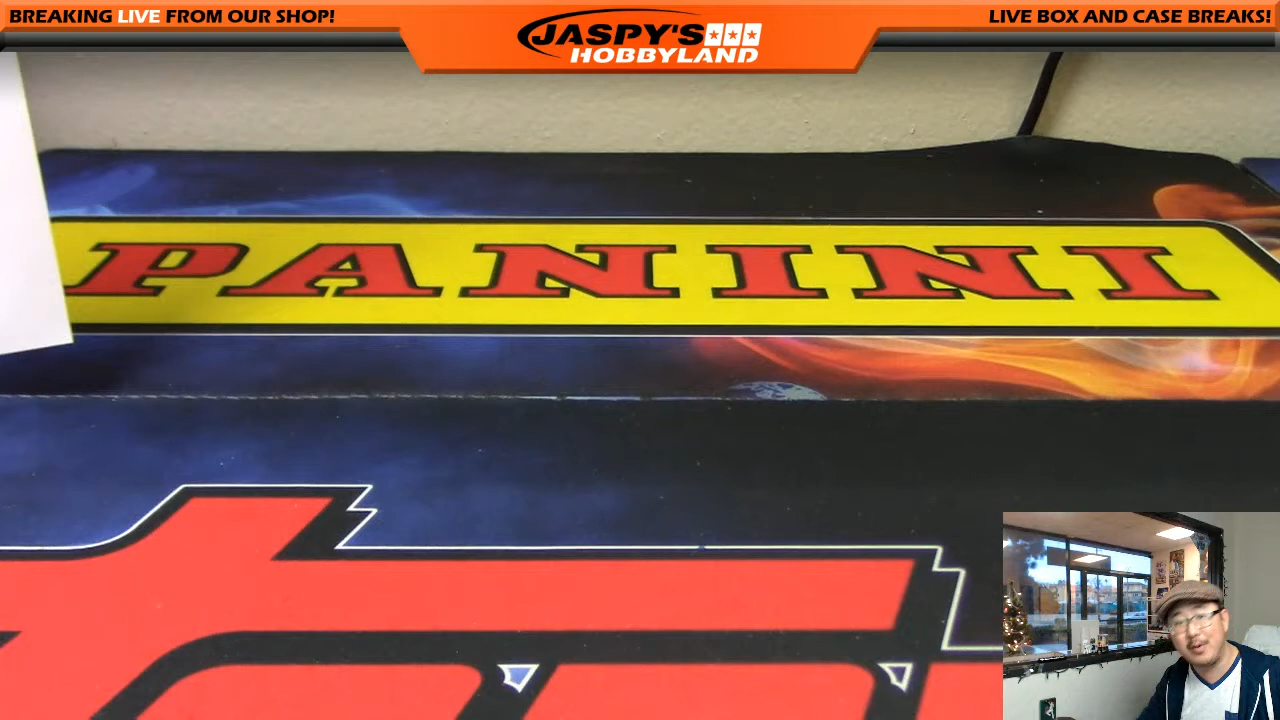 BREAKING LIVE FROM OUR SHOP!
JASPY'S
HOBBYLAND
LIVE BOX AND CASE BREAKS!
PANINI